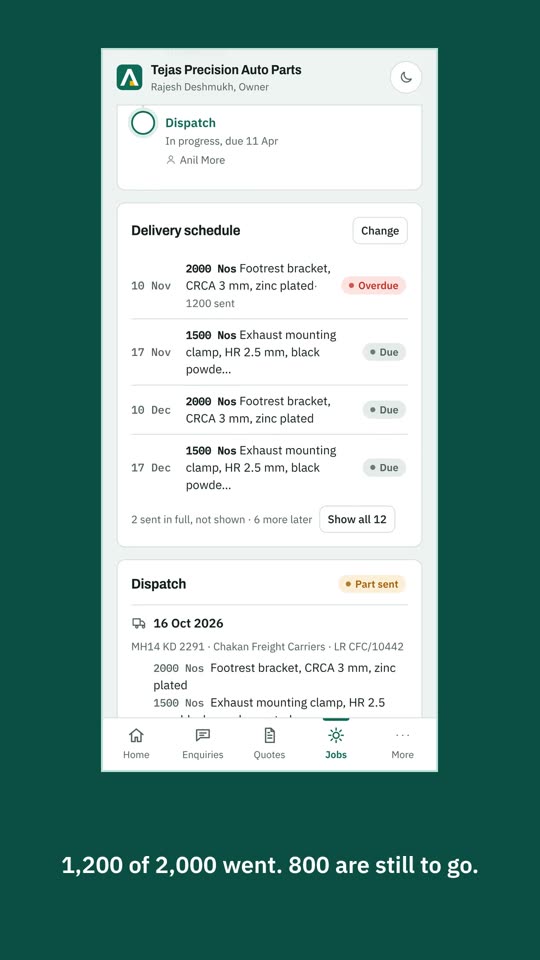 Tejas Precision Auto Parts
Rajesh Deshmukh, Owner
Dispatch
In progress, due 11 Apr
Anil More
Delivery schedule
Change
10 Nov
2000 Nos Footrest bracket,
CRCA 3 mm, zinc plated·
1200 sent
Overdue
17 Nov
1500 Nos Exhaust mounting
clamp, HR 2.5 mm, black
powde...
Due
10 Dec
2000 Nos Footrest bracket,
CRCA 3 mm, zinc plated
Due
17 Dec
1500 Nos Exhaust mounting
clamp, HR 2.5 mm, black
powde...
Due
2 sent in full, not shown · 6 more later
Show all 12
Dispatch
Part sent
16 Oct 2026
MH14 KD 2291 · Chakan Freight Carriers · LR CFC/10442
2000 Nos Footrest bracket, CRCA 3 mm, zinc
plated
1500 Nos Exhaust mounting clamp, HR 2.5
Home
Enquiries
Quotes
Jobs
More
1,200 of 2,000 went. 800 are still to go.